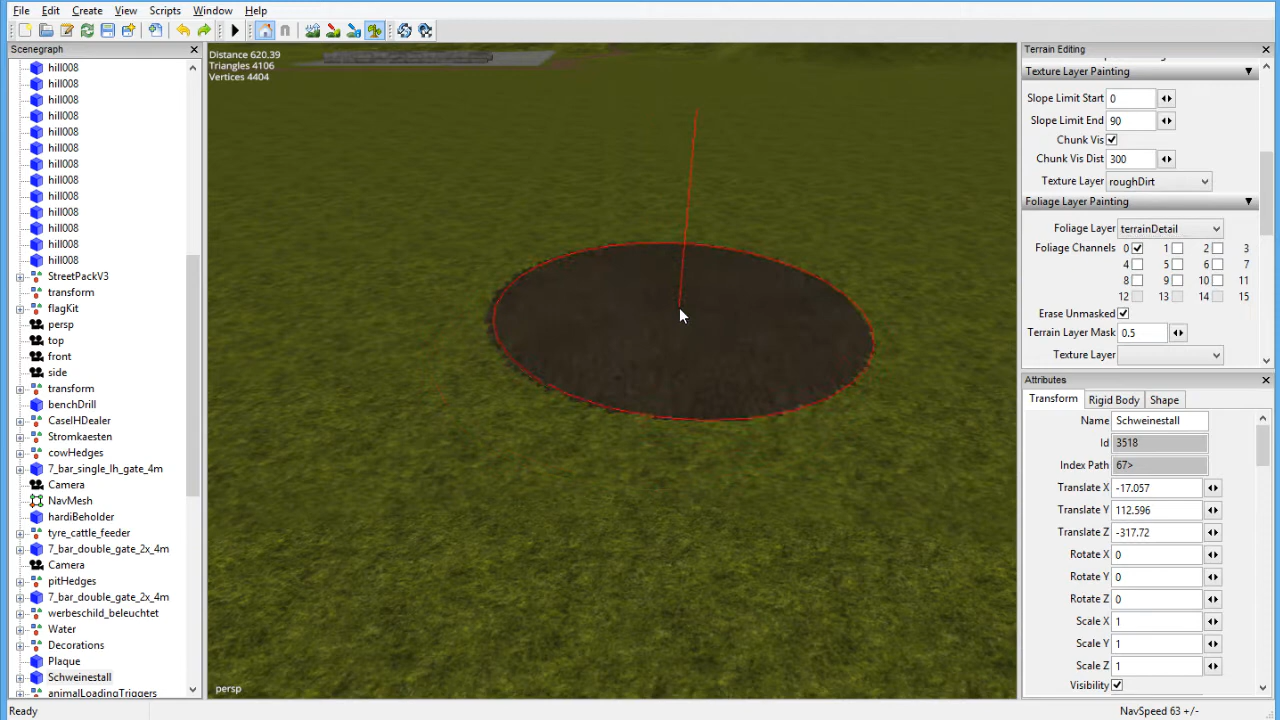 File Edit Create View Scripts Window Help
Scenegraph
hill008
hill008
hill008
hill008
hill008
hill008
hill008
hill008
hill008
hill008
hill008
hill008
hill008
StreetPackV3
transform
flagKit
persp
top
front
side
transform
benchDrill
CaseIHDealer
Stromkaesten
cowHedges
7_bar_single_lh_gate_4m
Camera
NavMesh
hardiBeholder
tyre_cattle_feeder
7_bar_double_gate_2x_4m
Camera
pitHedges
7_bar_double_gate_2x_4m
werbeschild_beleuchtet
Water
Decorations
Plaque
Schweinestall
animalLoadingTriggers
Distance 620.39
Triangles 4106
Vertices 4404
persp
Terrain Editing
Texture Layer Painting
Slope Limit Start 0
Slope Limit End 90
Chunk Vis
Chunk Vis Dist 300
Texture Layer roughDirt
Foliage Layer Painting
Foliage Layer terrainDetail
Foliage Channels 0 1 2 3
4 5 6 7
8 9 10 11
12 13 14 15
Erase Unmasked
Terrain Layer Mask 0.5
Texture Layer
Attributes
Transform Rigid Body Shape
Name Schweinestall
Id 3518
Index Path 67>
Translate X -17.057
Translate Y 112.596
Translate Z -317.72
Rotate X 0
Rotate Y 0
Rotate Z 0
Scale X 1
Scale Y 1
Scale Z 1
Visibility
Ready
NavSpeed 63 +/-